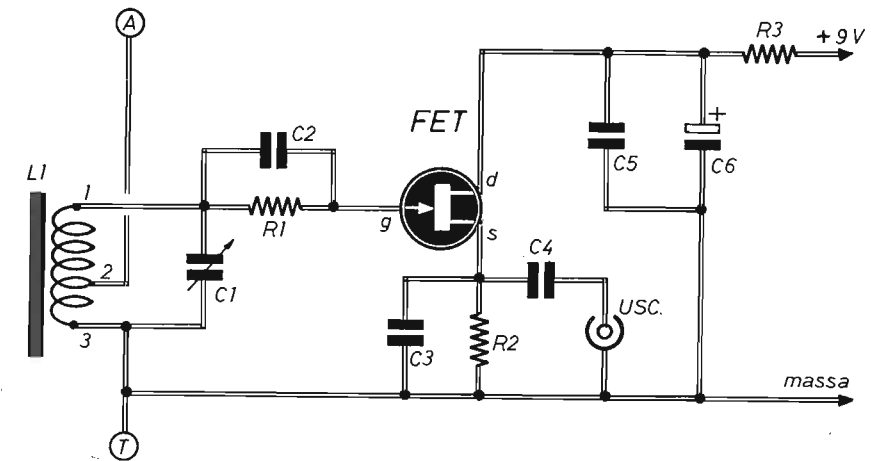 A
R3
+9V
C2
FET
L1
1
C5
+
C6
d
R1
g
s
C4
2
C1
USC.
3
C3
R2
massa
T